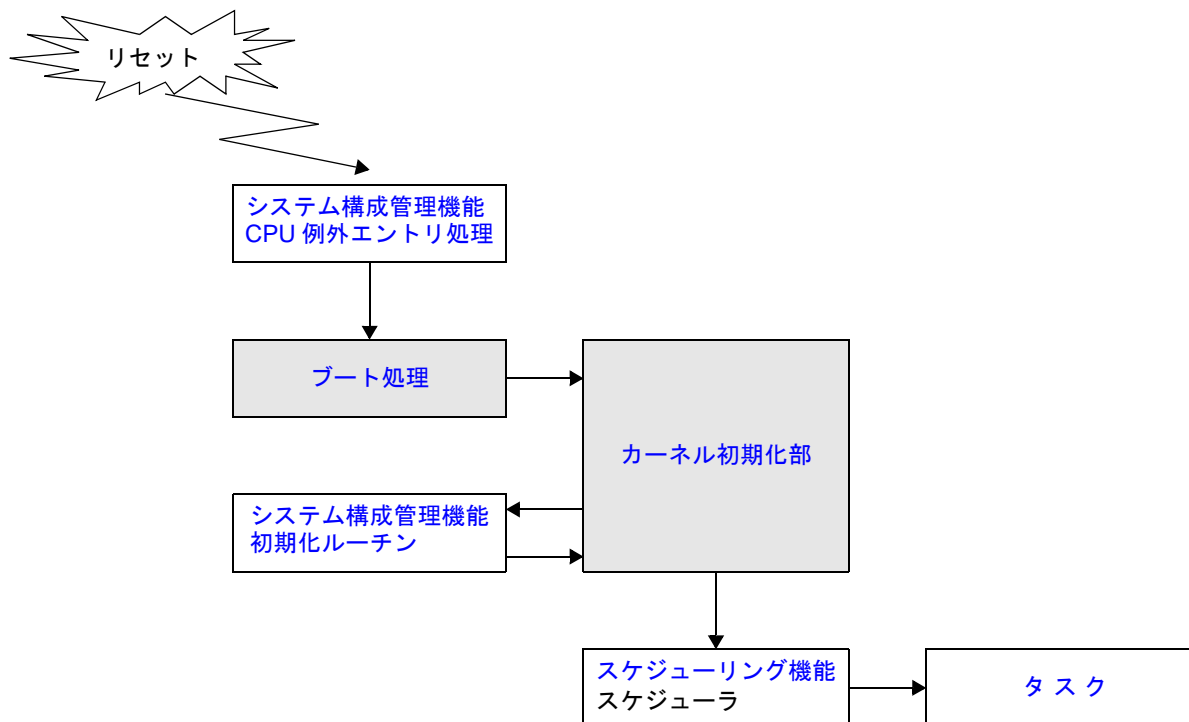 リセット
システム構成管理機能
CPU 例外エントリ処理
ブート処理
カーネル初期化部
システム構成管理機能
初期化ルーチン
スケジューリング機能
スケジューラ
タ ス ク